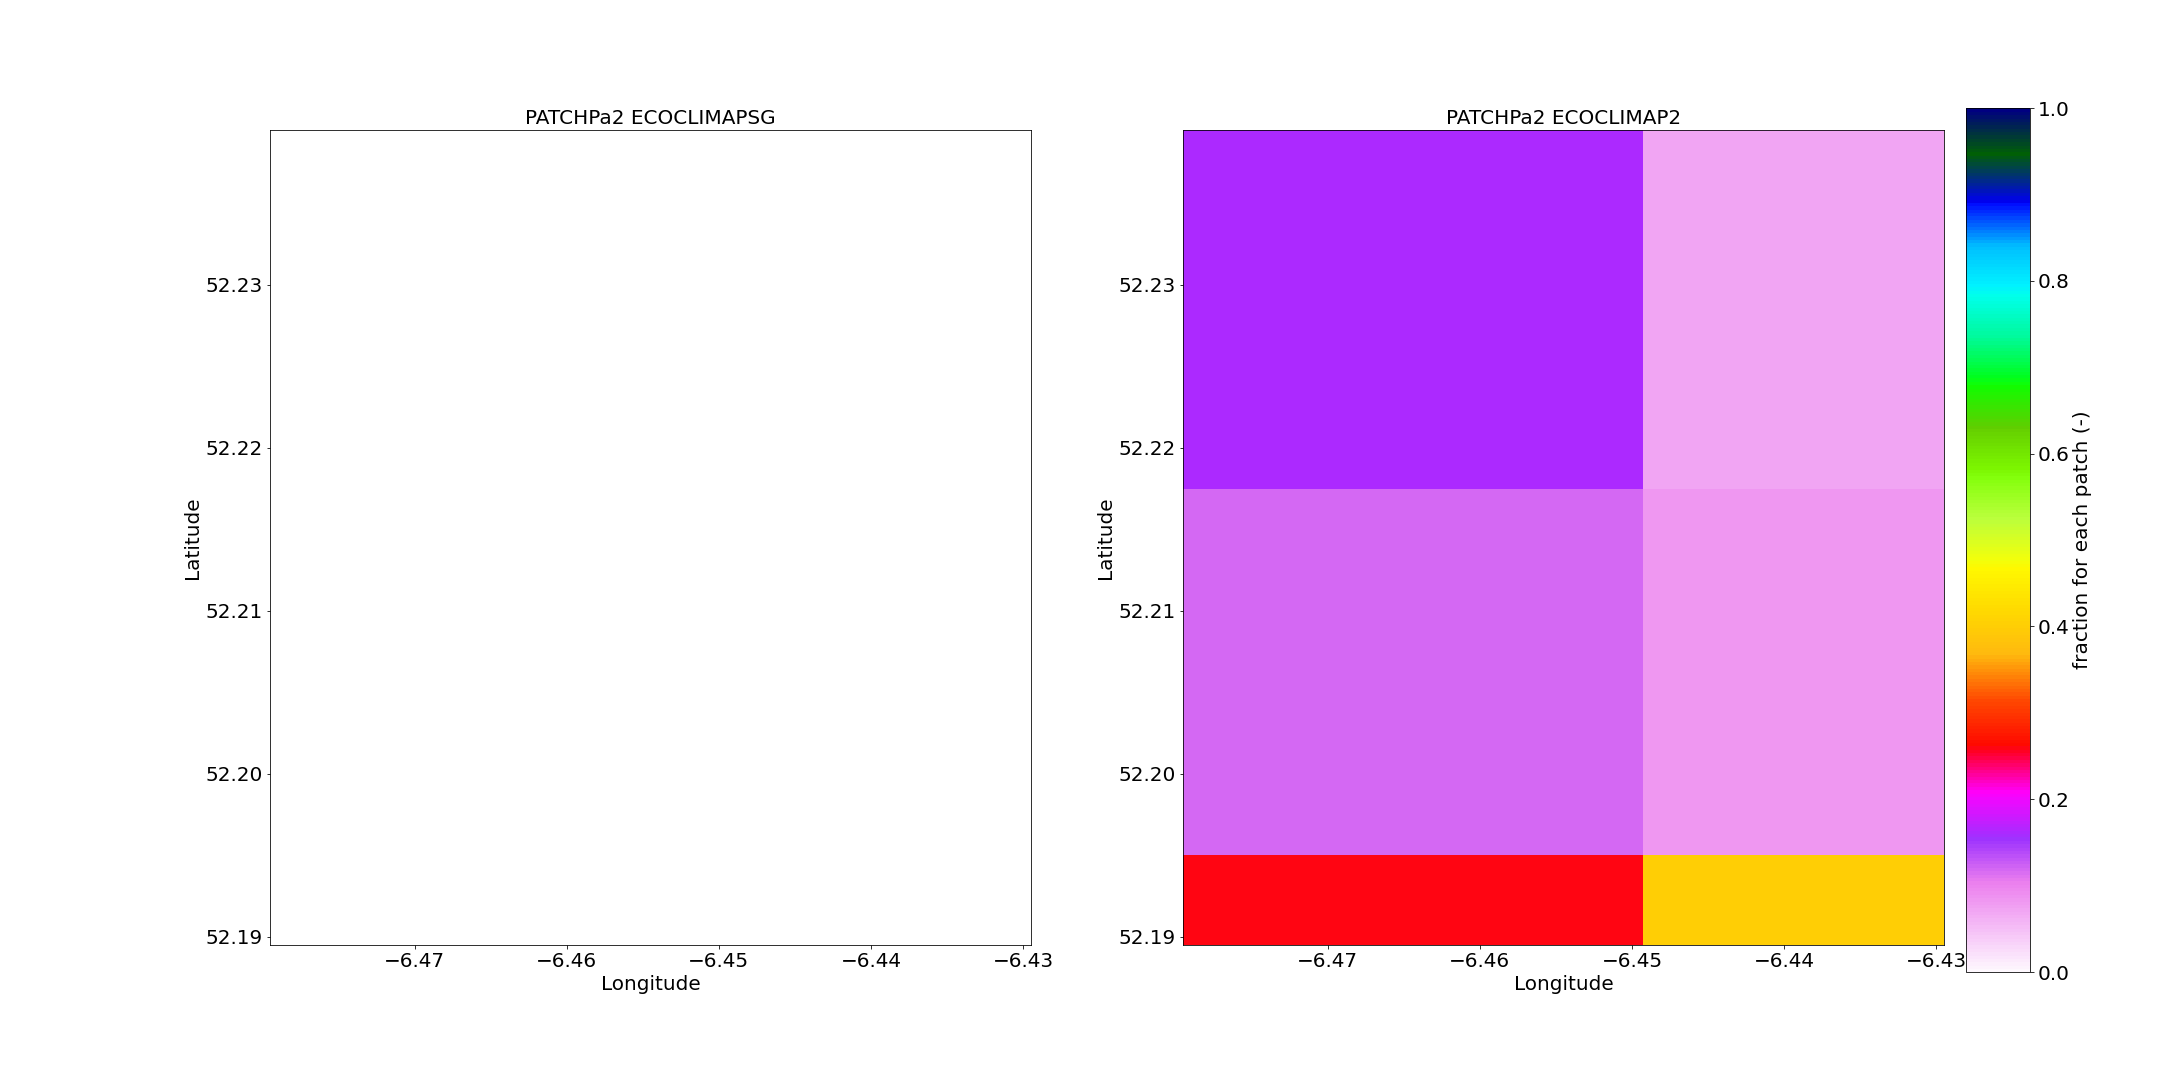 PATCHPa2 ECOCLIMAPSG
52.23
52.22
52.21
52.20
52.19
Latitude
−6.47 −6.46 −6.45 −6.44 −6.43
Longitude
PATCHPa2 ECOCLIMAP2
52.23
52.22
52.21
52.20
52.19
Latitude
−6.47 −6.46 −6.45 −6.44 −6.43
Longitude
1.0
0.8
0.6
0.4
0.2
0.0
fraction for each patch (-)